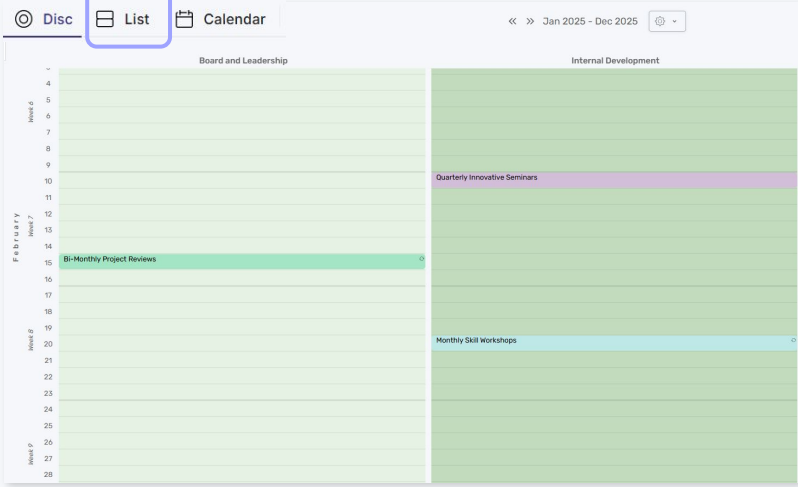 Disc List Calendar « » Jan 2025 - Dec 2025
Board and Leadership Internal Development
February
Week 6
4
5
6
7
8
9
10 Quarterly Innovative Seminars
11
Week 7
12
13
14
15 Bi-Monthly Project Reviews
16
17
18
Week 8
19
20 Monthly Skill Workshops
21
22
23
24
25
Week 9
26
27
28